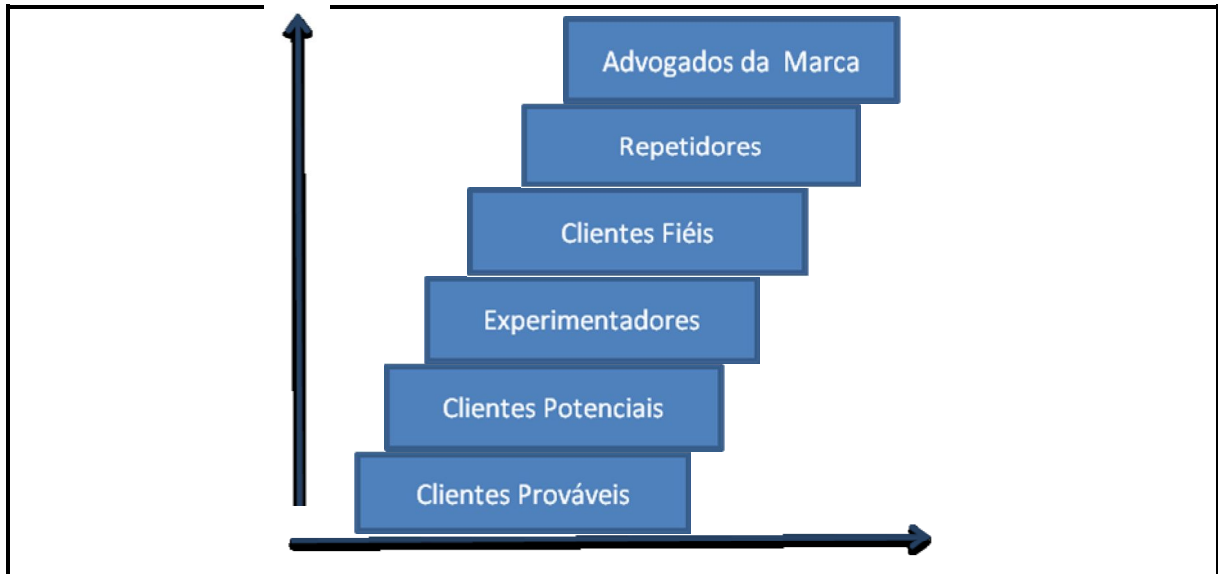 Advogados da Marca
Repetidores
Clientes Fiéis
Experimentadores
Clientes Potenciais
Clientes Prováveis